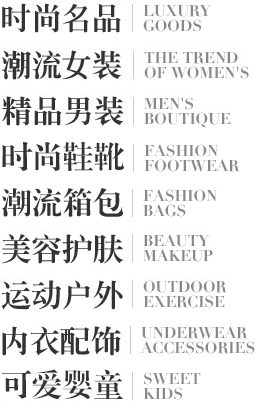 时尚名品
LUXURY
GOODS
潮流女装
THE TREND
OF WOMEN'S
精品男装
MEN'S
BOUTIQUE
时尚鞋靴
FASHION
FOOTWEAR
潮流箱包
FASHION
BAGS
美容护肤
BEAUTY
MAKEUP
运动户外
OUTDOOR
EXERCISE
内衣配饰
UNDERWEAR
ACCESSORIES
可爱婴童
SWEET
KIDS